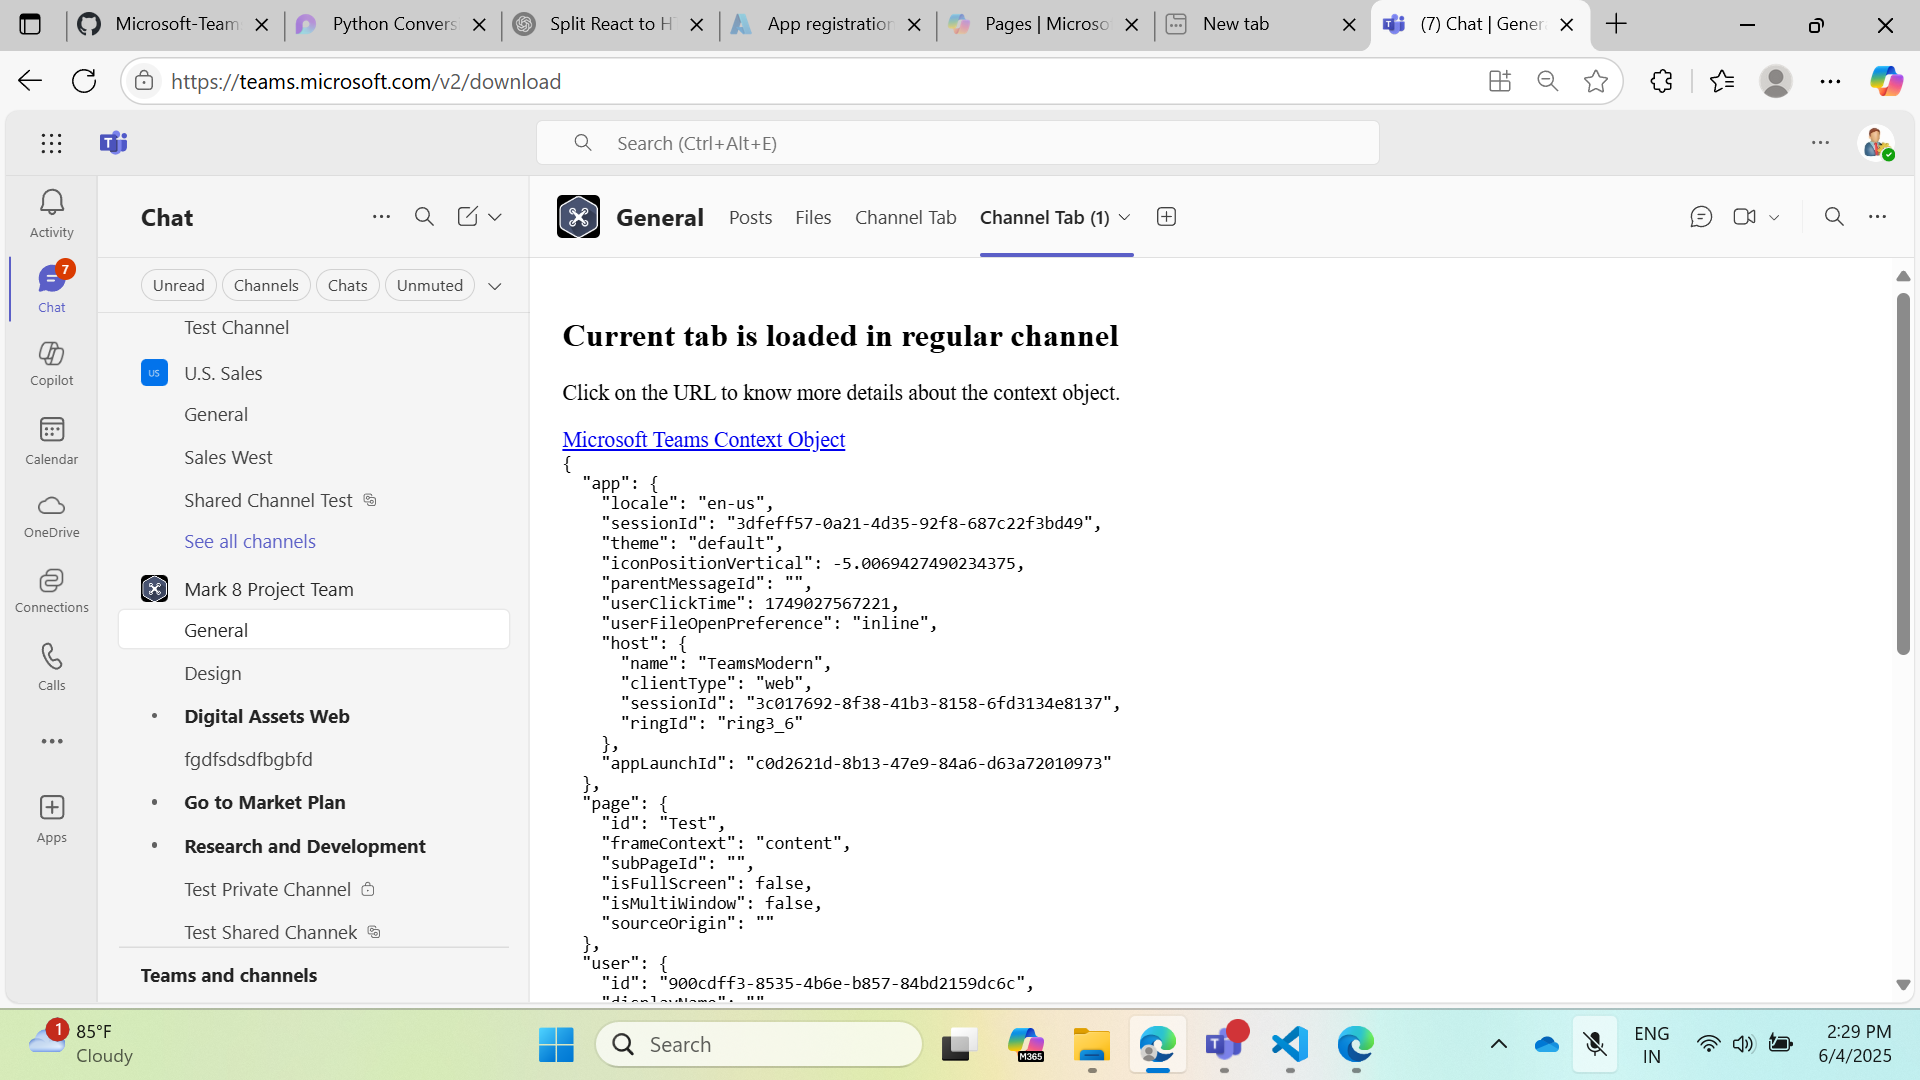 Microsoft-Team
Python Convers
Split React to H
App registration
Pages | Microso
New tab
(7) Chat | Genera
https://teams.microsoft.com/v2/download
Search (Ctrl+Alt+E)
Activity
7
Chat
Copilot
Calendar
OneDrive
Connections
Calls
Apps
Chat
Unread
Channels
Chats
Unmuted
Test Channel
US
U.S. Sales
General
Sales West
Shared Channel Test
See all channels
Mark 8 Project Team
General
Design
Digital Assets Web
fgdfsdsdfbgbfd
Go to Market Plan
Research and Development
Test Private Channel
Test Shared Channek
Teams and channels
General
Posts
Files
Channel Tab
Channel Tab (1)
Current tab is loaded in regular channel
Click on the URL to know more details about the context object.
Microsoft Teams Context Object
{
"app": {
"locale": "en-us",
"sessionId": "3dfeff57-0a21-4d35-92f8-687c22f3bd49",
"theme": "default",
"iconPositionVertical": -5.0069427490234375,
"parentMessageId": "",
"userClickTime": 1749027567221,
"userFileOpenPreference": "inline",
"host": {
"name": "TeamsModern",
"clientType": "web",
"sessionId": "3c017692-8f38-41b3-8158-6fd3134e8137",
"ringId": "ring3_6"
},
"appLaunchId": "c0d2621d-8b13-47e9-84a6-d63a72010973"
},
"page": {
"id": "Test",
"frameContext": "content",
"subPageId": "",
"isFullScreen": false,
"isMultiWindow": false,
"sourceOrigin": ""
},
"user": {
"id": "900cdff3-8535-4b6e-b857-84bd2159dc6c",
"displayName": ""
1
85°F
Cloudy
Search
M365
ENG
IN
2:29 PM
6/4/2025